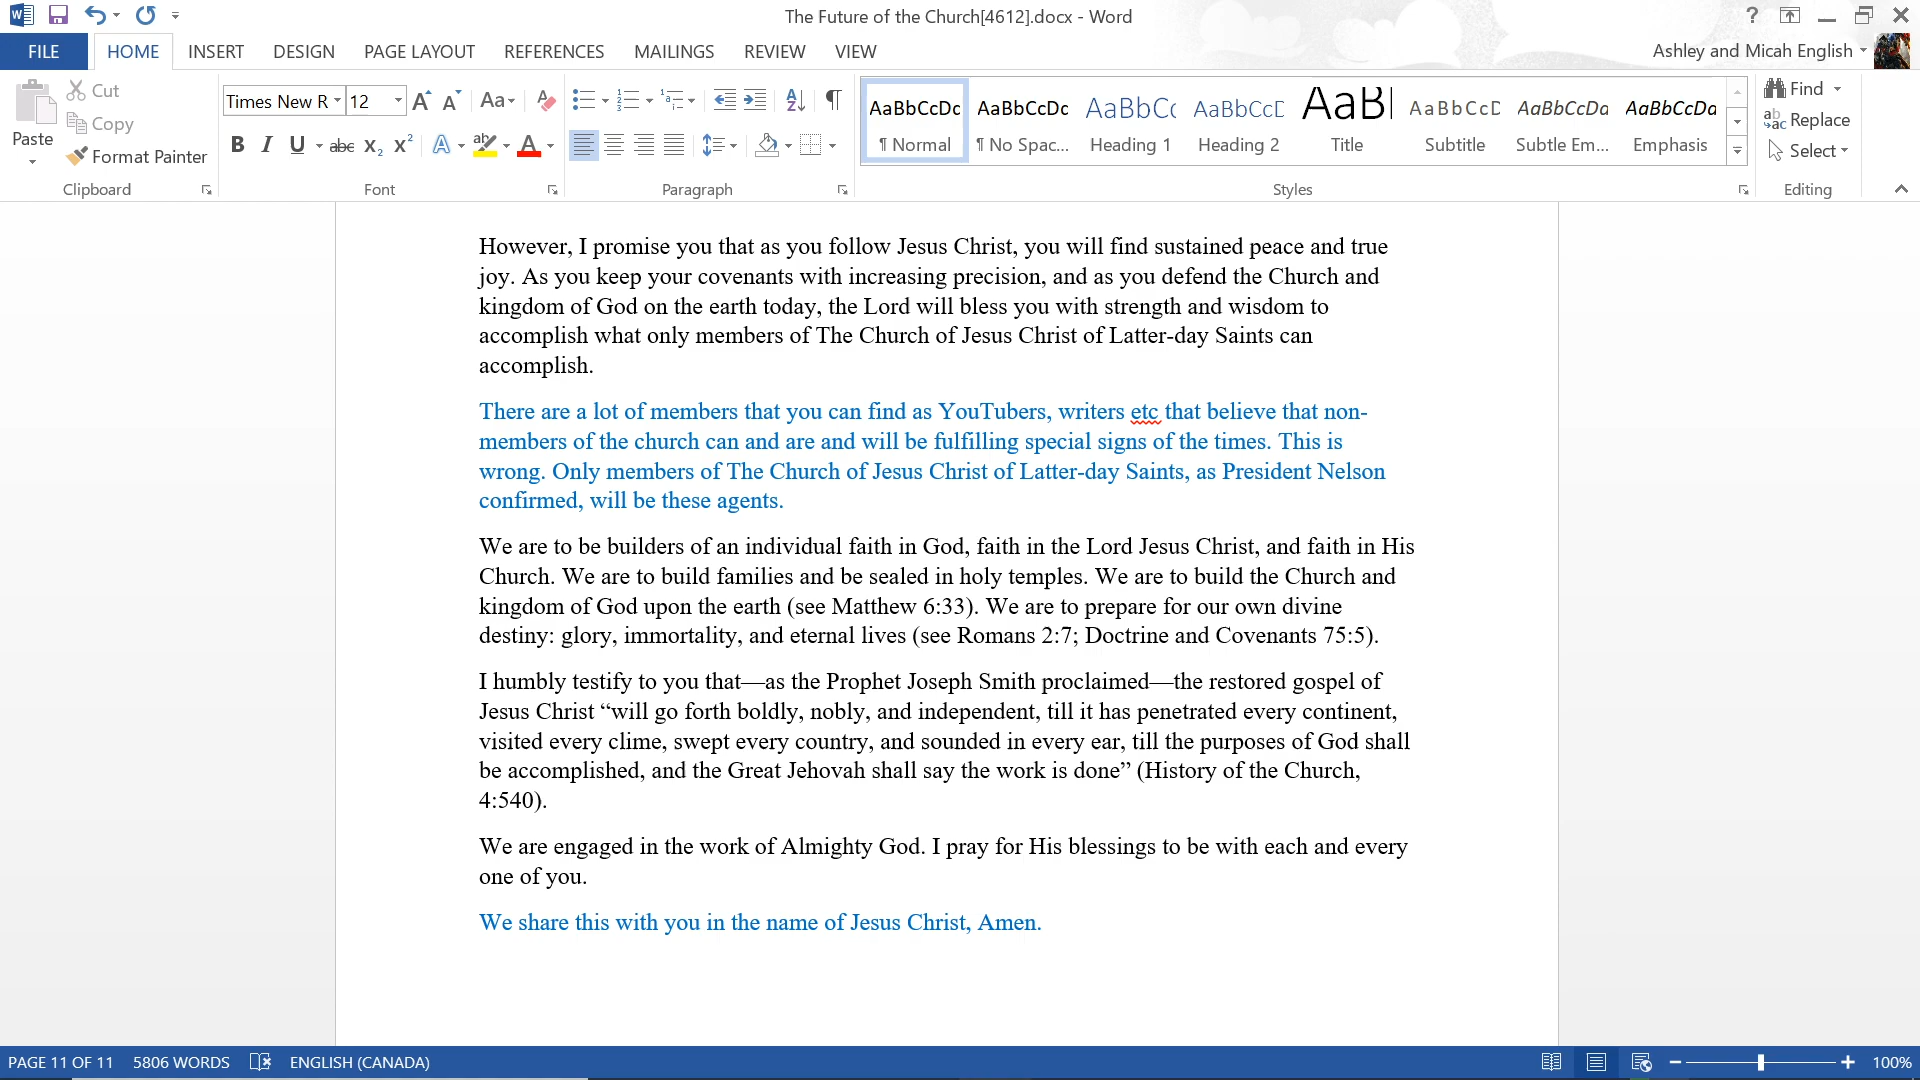 The Future of the Church[4612].docx - Word
?
FILE HOME INSERT DESIGN PAGE LAYOUT REFERENCES MAILINGS REVIEW VIEW Ashley and Micah English
Paste
Cut
Copy
Format Painter
Clipboard
Times New R 12
Font
Paragraph
AaBbCcDc AaBbCcDc AaBbCc AaBbCcD AaBl AaBbCcD AaBbCcDa AaBbCcDa
¶ Normal ¶ No Spac... Heading 1 Heading 2 Title Subtitle Subtle Em... Emphasis
Styles
Find
Replace
Select
Editing
However, I promise you that as you follow Jesus Christ, you will find sustained peace and true
joy. As you keep your covenants with increasing precision, and as you defend the Church and
kingdom of God on the earth today, the Lord will bless you with strength and wisdom to
accomplish what only members of The Church of Jesus Christ of Latter-day Saints can
accomplish.
There are a lot of members that you can find as YouTubers, writers etc that believe that non-
members of the church can and are and will be fulfilling special signs of the times. This is
wrong. Only members of The Church of Jesus Christ of Latter-day Saints, as President Nelson
confirmed, will be these agents.
We are to be builders of an individual faith in God, faith in the Lord Jesus Christ, and faith in His
Church. We are to build families and be sealed in holy temples. We are to build the Church and
kingdom of God upon the earth (see Matthew 6:33). We are to prepare for our own divine
destiny: glory, immortality, and eternal lives (see Romans 2:7; Doctrine and Covenants 75:5).
I humbly testify to you that—as the Prophet Joseph Smith proclaimed—the restored gospel of
Jesus Christ “will go forth boldly, nobly, and independent, till it has penetrated every continent,
visited every clime, swept every country, and sounded in every ear, till the purposes of God shall
be accomplished, and the Great Jehovah shall say the work is done” (History of the Church,
4:540).
We are engaged in the work of Almighty God. I pray for His blessings to be with each and every
one of you.
We share this with you in the name of Jesus Christ, Amen.
PAGE 11 OF 11 5806 WORDS ENGLISH (CANADA) 100%